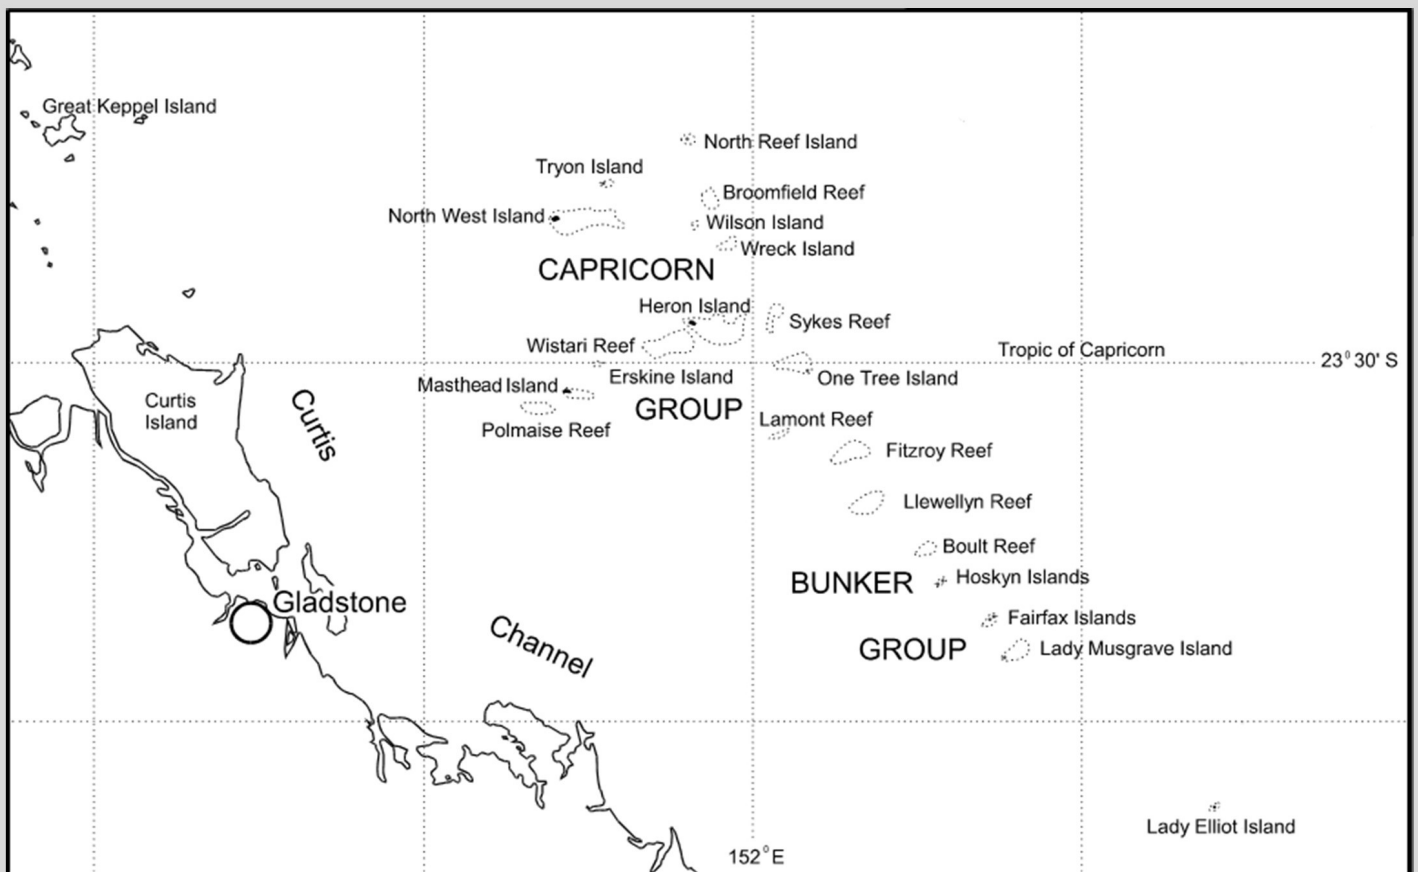 Great Keppel Island
North Reef Island
Tryon Island
Broomfield Reef
North West Island
Wilson Island
Wreck Island
CAPRICORN
Heron Island
Sykes Reef
Wistari Reef
Tropic of Capricorn
23° 30' S
Erskine Island
One Tree Island
Masthead Island
Curtis
Island
GROUP
Curtis
Lamont Reef
Polmaise Reef
Fitzroy Reef
Llewellyn Reef
Boult Reef
Hoskyn Islands
BUNKER
Gladstone
Fairfax Islands
Channel
GROUP
Lady Musgrave Island
Lady Elliot Island
152°E